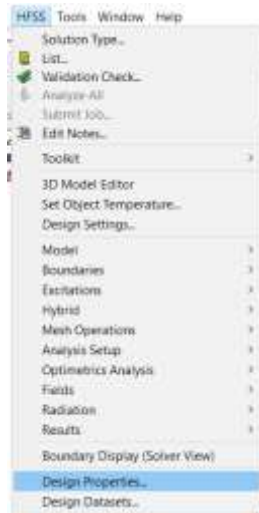 HFSS Tools Window Help
Solution Type...
List...
Validation Check...
Analyze All
Submit Job...
Edit Notes...
Toolkit
3D Model Editor
Set Object Temperature...
Design Settings...
Model
Boundaries
Excitations
Hybrid
Mesh Operations
Analysis Setup
Optimetrics Analysis
Fields
Radiation
Results
Boundary Display (Solver View)
Design Properties...
Design Datasets...